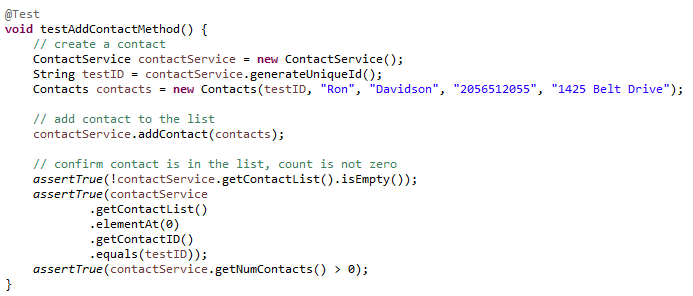 @Test
void testAddContactMethod() {
    // create a contact
    ContactService contactService = new ContactService();
    String testID = contactService.generateUniqueId();
    Contacts contacts = new Contacts(testID, "Ron", "Davidson", "2056512055", "1425 Belt Drive");

    // add contact to the list
    contactService.addContact(contacts);

    // confirm contact is in the list, count is not zero
    assertTrue(!contactService.getContactList().isEmpty());
    assertTrue(contactService
            .getContactList()
            .elementAt(0)
            .getContactID()
            .equals(testID));
    assertTrue(contactService.getNumContacts() > 0);
}